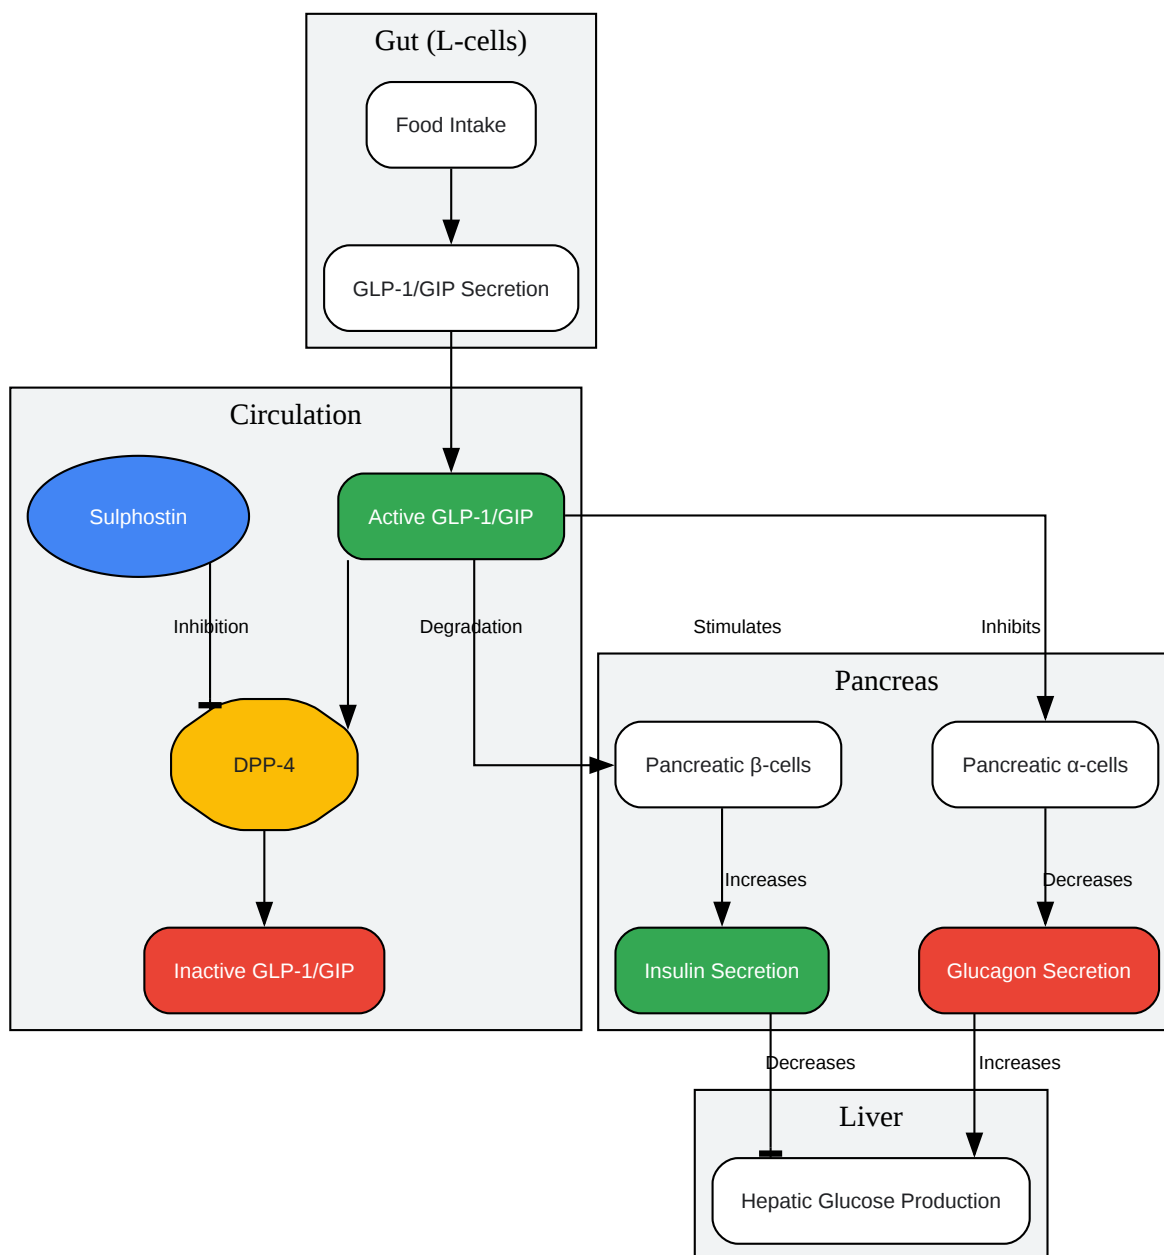 Gut (L-cells)
Food Intake
GLP-1/GIP Secretion
Circulation
Sulphostin
Active GLP-1/GIP
Inhibition
Degradation
Stimulates
Inhibits
Pancreas
DPP-4
Pancreatic β-cells
Pancreatic α-cells
Increases
Decreases
Inactive GLP-1/GIP
Insulin Secretion
Glucagon Secretion
Decreases
Increases
Liver
Hepatic Glucose Production